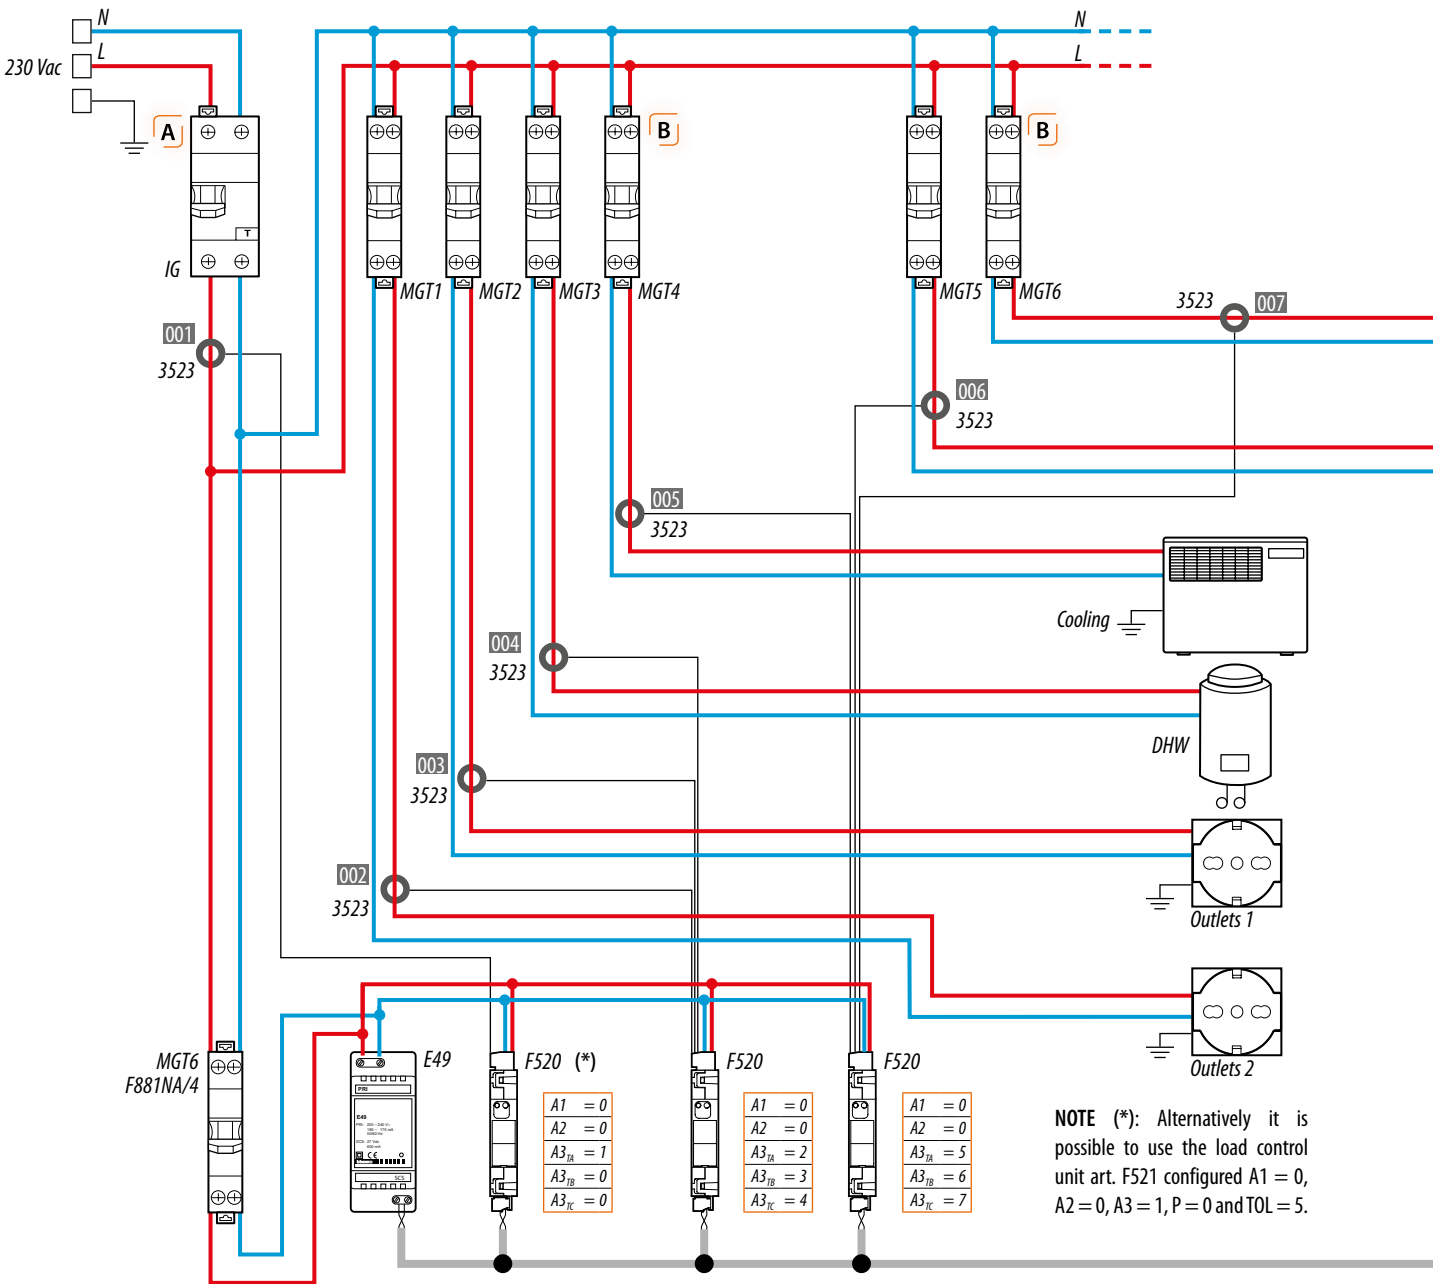 N
L
230 Vac
N
L
A
B
B
T
IG
MGT1
MGT2
MGT3
MGT4
MGT5
MGT6
3523 007
001
3523
006
3523
005
3523
004
3523
003
3523
002
3523
Cooling
DHW
Outlets 1
Outlets 2
MGT6
F881NA/4
E49
F520 (*)
F520
F520
PRI
E49
SCS
A1 = 0
A2 = 0
A3TA = 1
A3TB = 0
A3TC = 0
A1 = 0
A2 = 0
A3TA = 2
A3TB = 3
A3TC = 4
A1 = 0
A2 = 0
A3TA = 5
A3TB = 6
A3TC = 7
NOTE (*): Alternatively it is
possible to use the load control
unit art. F521 configured A1 = 0,
A2 = 0, A3 = 1, P = 0 and TOL = 5.